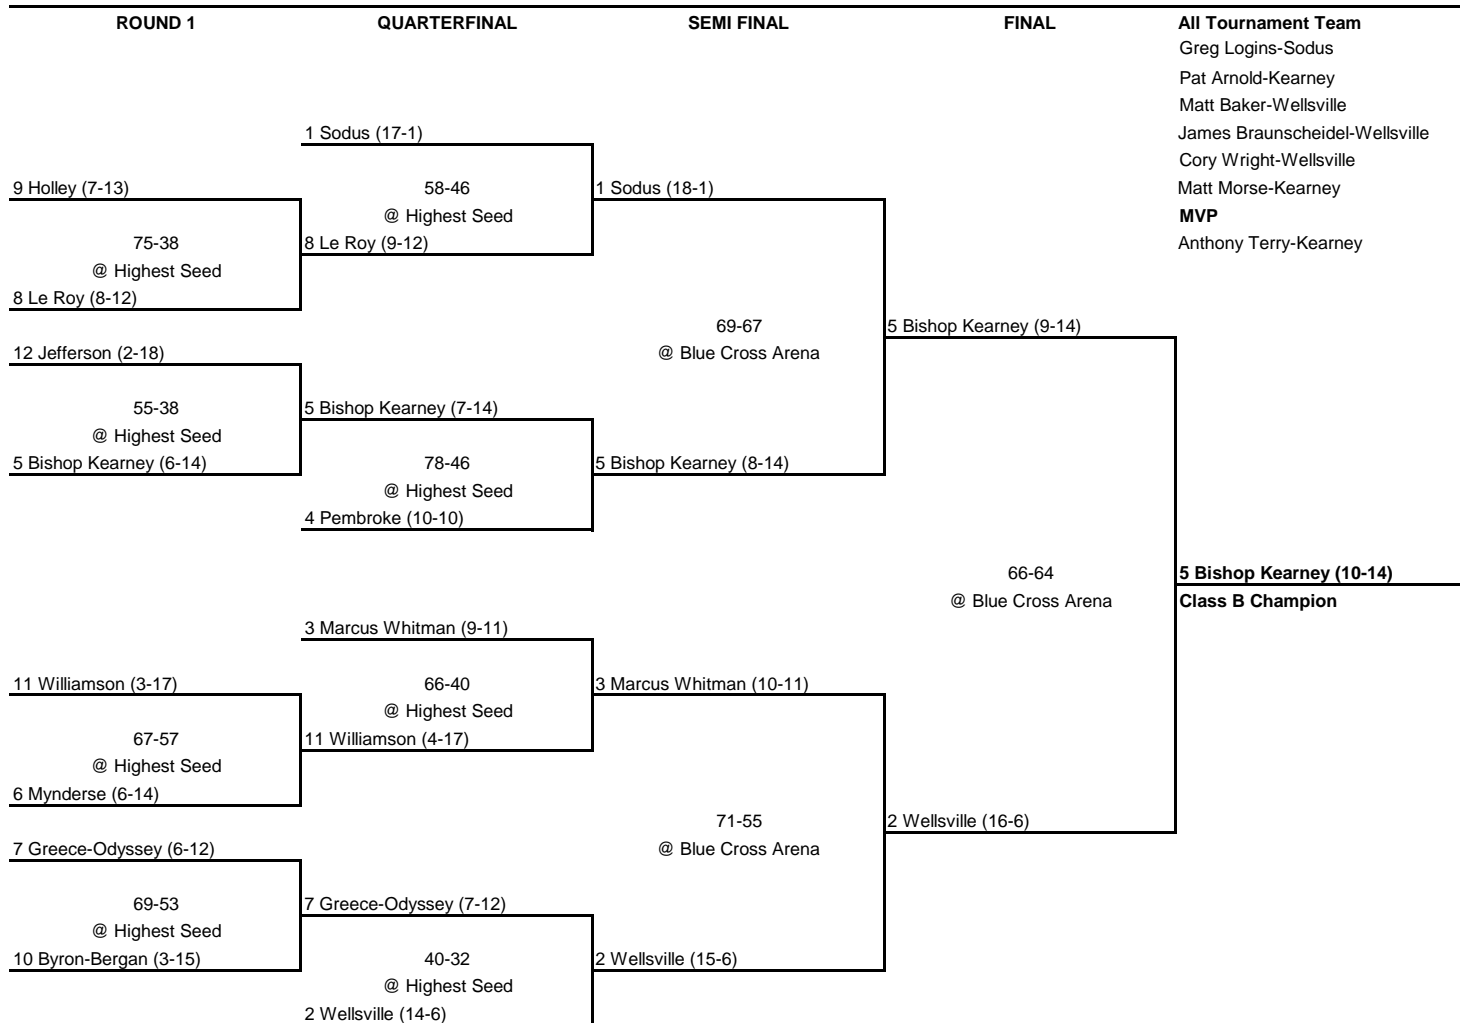 ROUND 1 QUARTERFINAL SEMI FINAL FINAL All Tournament Team
Greg Logins-Sodus
Pat Arnold-Kearney
Matt Baker-Wellsville
1 Sodus (17-1) James Braunscheidel-Wellsville
Cory Wright-Wellsville
9 Holley (7-13) 58-46 1 Sodus (18-1) Matt Morse-Kearney
@ Highest Seed MVP
75-38 8 Le Roy (9-12) Anthony Terry-Kearney
@ Highest Seed
8 Le Roy (8-12)
69-67 5 Bishop Kearney (9-14)
12 Jefferson (2-18) @ Blue Cross Arena
55-38 5 Bishop Kearney (7-14)
@ Highest Seed
5 Bishop Kearney (6-14) 78-46 5 Bishop Kearney (8-14)
@ Highest Seed
4 Pembroke (10-10)
66-64 5 Bishop Kearney (10-14)
@ Blue Cross Arena Class B Champion
3 Marcus Whitman (9-11)
11 Williamson (3-17) 66-40 3 Marcus Whitman (10-11)
@ Highest Seed
67-57 11 Williamson (4-17)
@ Highest Seed
6 Mynderse (6-14)
71-55 2 Wellsville (16-6)
7 Greece-Odyssey (6-12) @ Blue Cross Arena
69-53 7 Greece-Odyssey (7-12)
@ Highest Seed
10 Byron-Bergan (3-15) 40-32 2 Wellsville (15-6)
@ Highest Seed
2 Wellsville (14-6)